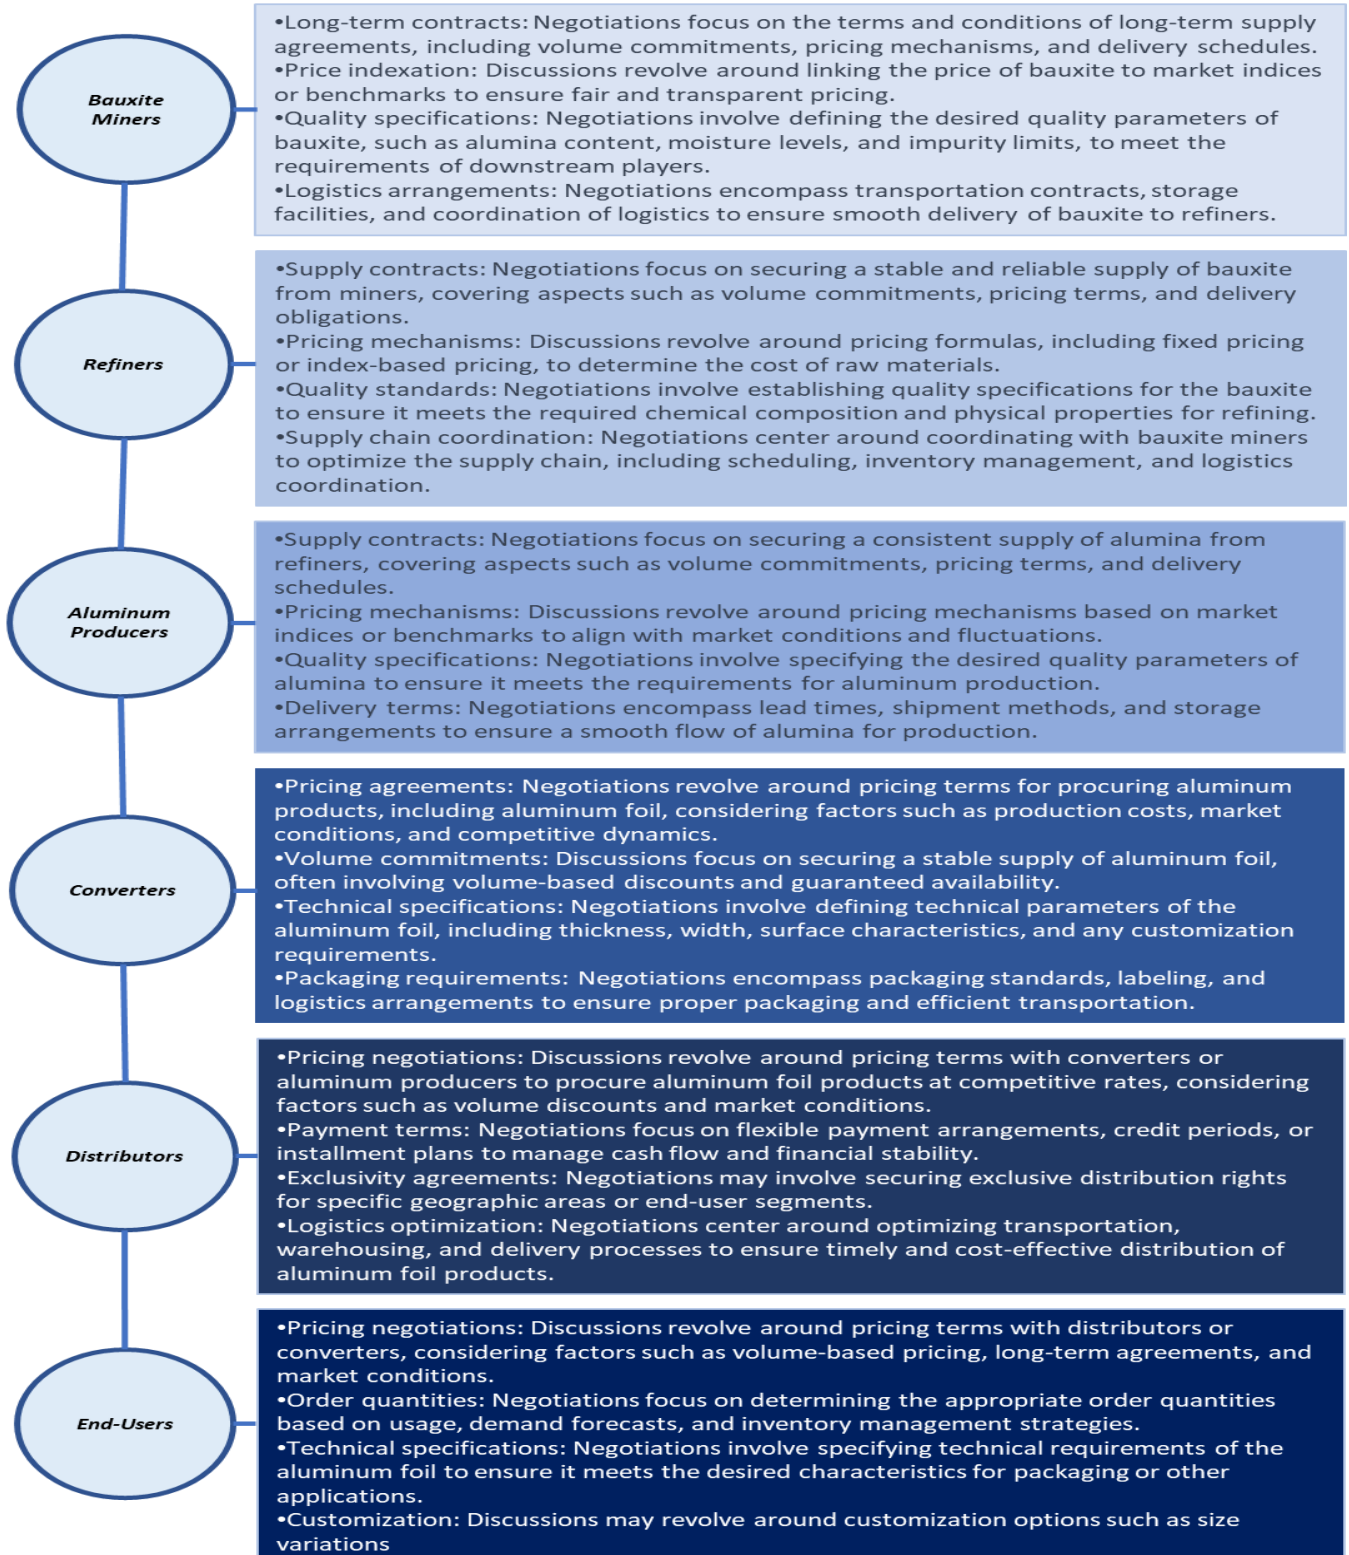 Bauxite
Miners
•Long-term contracts: Negotiations focus on the terms and conditions of long-term supply
agreements, including volume commitments, pricing mechanisms, and delivery schedules.
•Price indexation: Discussions revolve around linking the price of bauxite to market indices
or benchmarks to ensure fair and transparent pricing.
•Quality specifications: Negotiations involve defining the desired quality parameters of
bauxite, such as alumina content, moisture levels, and impurity limits, to meet the
requirements of downstream players.
•Logistics arrangements: Negotiations encompass transportation contracts, storage
facilities, and coordination of logistics to ensure smooth delivery of bauxite to refiners.
Refiners
•Supply contracts: Negotiations focus on securing a stable and reliable supply of bauxite
from miners, covering aspects such as volume commitments, pricing terms, and delivery
obligations.
•Pricing mechanisms: Discussions revolve around pricing formulas, including fixed pricing
or index-based pricing, to determine the cost of raw materials.
•Quality standards: Negotiations involve establishing quality specifications for the bauxite
to ensure it meets the required chemical composition and physical properties for refining.
•Supply chain coordination: Negotiations center around coordinating with bauxite miners
to optimize the supply chain, including scheduling, inventory management, and logistics
coordination.
Aluminum
Producers
•Supply contracts: Negotiations focus on securing a consistent supply of alumina from
refiners, covering aspects such as volume commitments, pricing terms, and delivery
schedules.
•Pricing mechanisms: Discussions revolve around pricing mechanisms based on market
indices or benchmarks to align with market conditions and fluctuations.
•Quality specifications: Negotiations involve specifying the desired quality parameters of
alumina to ensure it meets the requirements for aluminum production.
•Delivery terms: Negotiations encompass lead times, shipment methods, and storage
arrangements to ensure a smooth flow of alumina for production.
Converters
•Pricing agreements: Negotiations revolve around pricing terms for procuring aluminum
products, including aluminum foil, considering factors such as production costs, market
conditions, and competitive dynamics.
•Volume commitments: Discussions focus on securing a stable supply of aluminum foil,
often involving volume-based discounts and guaranteed availability.
•Technical specifications: Negotiations involve defining technical parameters of the
aluminum foil, including thickness, width, surface characteristics, and any customization
requirements.
•Packaging requirements: Negotiations encompass packaging standards, labeling, and
logistics arrangements to ensure proper packaging and efficient transportation.
Distributors
•Pricing negotiations: Discussions revolve around pricing terms with converters or
aluminum producers to procure aluminum foil products at competitive rates, considering
factors such as volume discounts and market conditions.
•Payment terms: Negotiations focus on flexible payment arrangements, credit periods, or
installment plans to manage cash flow and financial stability.
•Exclusivity agreements: Negotiations may involve securing exclusive distribution rights
for specific geographic areas or end-user segments.
•Logistics optimization: Negotiations center around optimizing transportation,
warehousing, and delivery processes to ensure timely and cost-effective distribution of
aluminum foil products.
End-Users
•Pricing negotiations: Discussions revolve around pricing terms with distributors or
converters, considering factors such as volume-based pricing, long-term agreements, and
market conditions.
•Order quantities: Negotiations focus on determining the appropriate order quantities
based on usage, demand forecasts, and inventory management strategies.
•Technical specifications: Negotiations involve specifying technical requirements of the
aluminum foil to ensure it meets the desired characteristics for packaging or other
applications.
•Customization: Discussions may revolve around customization options such as size
variations